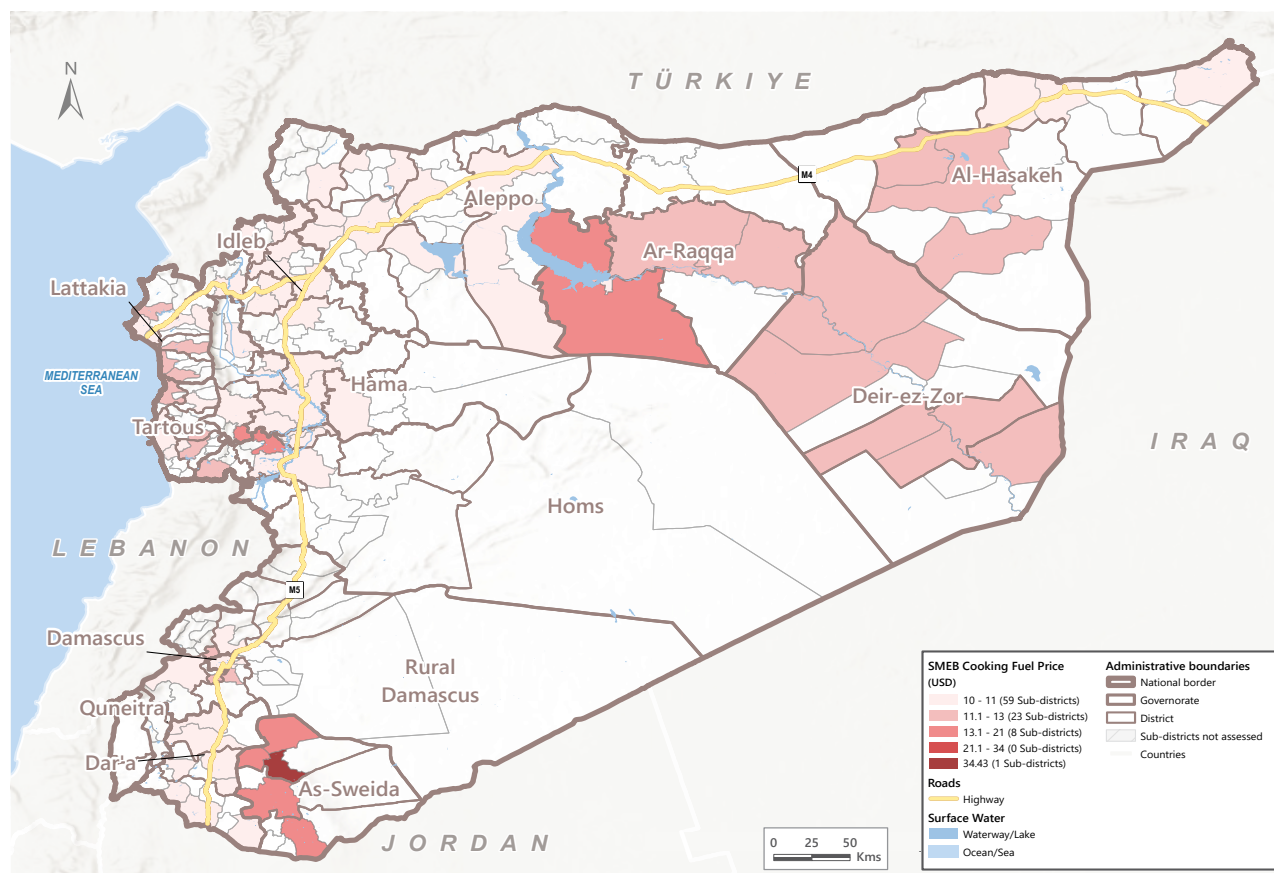 N
TÜRKIYE
M4
Al-Hasakeh
Aleppo
Idleb
Ar-Raqqa
Lattakia
MEDITERRANEAN
SEA
Hama
Deir-ez-Zor
Tartous
IRAQ
Homs
LEBANON
M5
Damascus
Rural
Damascus
Quneitra
Dar'a
As-Sweida
JORDAN
0 25 50
Kms
SMEB Cooking Fuel Price
(USD)
10 - 11 (59 Sub-districts)
11.1 - 13 (23 Sub-districts)
13.1 - 21 (8 Sub-districts)
21.1 - 34 (0 Sub-districts)
34.43 (1 Sub-districts)
Roads
Highway
Surface Water
Waterway/Lake
Ocean/Sea
Administrative boundaries
National border
Governorate
District
Sub-districts not assessed
Countries